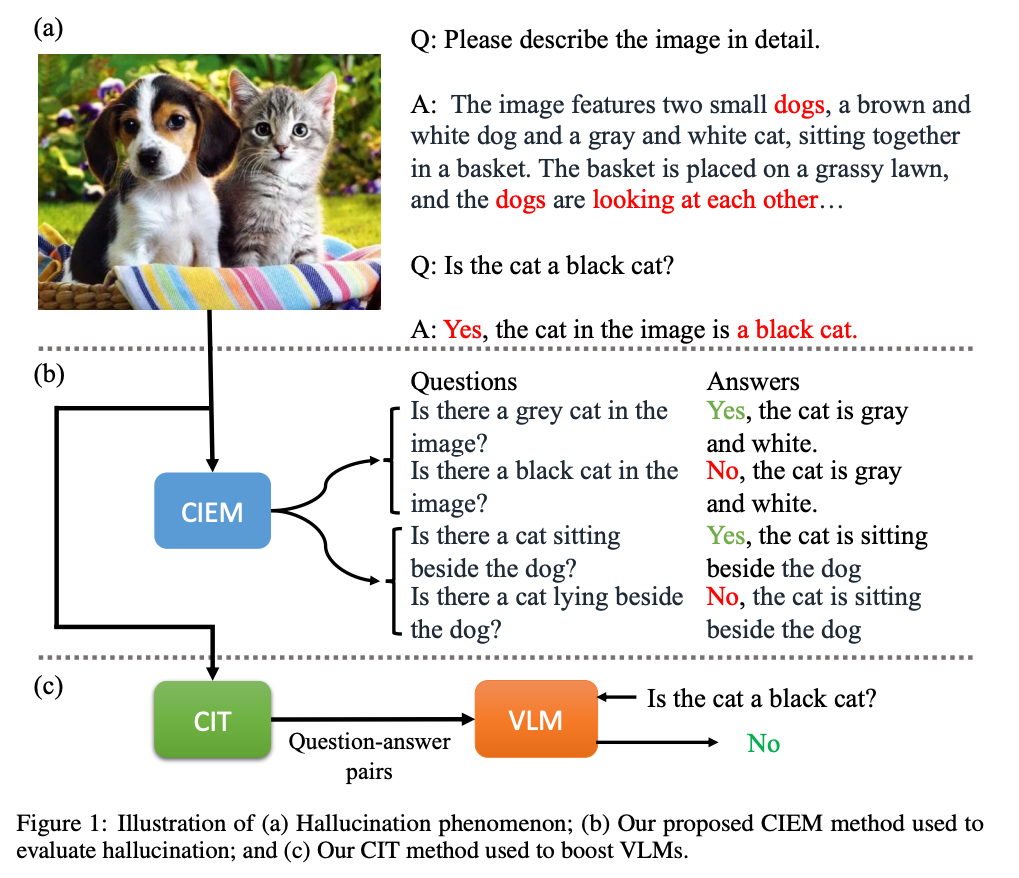 (a)
Q: Please describe the image in detail.
A: The image features two small dogs, a brown and
white dog and a gray and white cat, sitting together
in a basket. The basket is placed on a grassy lawn,
and the dogs are looking at each other…
Q: Is the cat a black cat?
A: Yes, the cat in the image is a black cat.
(b)
Questions
Answers
Is there a grey cat in the
image?
Yes, the cat is gray
and white.
Is there a black cat in the
image?
No, the cat is gray
and white.
CIEM
Is there a cat sitting
beside the dog?
Yes, the cat is sitting
beside the dog
Is there a cat lying beside
the dog?
No, the cat is sitting
beside the dog
(c)
CIT
Question-answer
pairs
VLM
Is the cat a black cat?
No
Figure 1: Illustration of (a) Hallucination phenomenon; (b) Our proposed CIEM method used to
evaluate hallucination; and (c) Our CIT method used to boost VLMs.